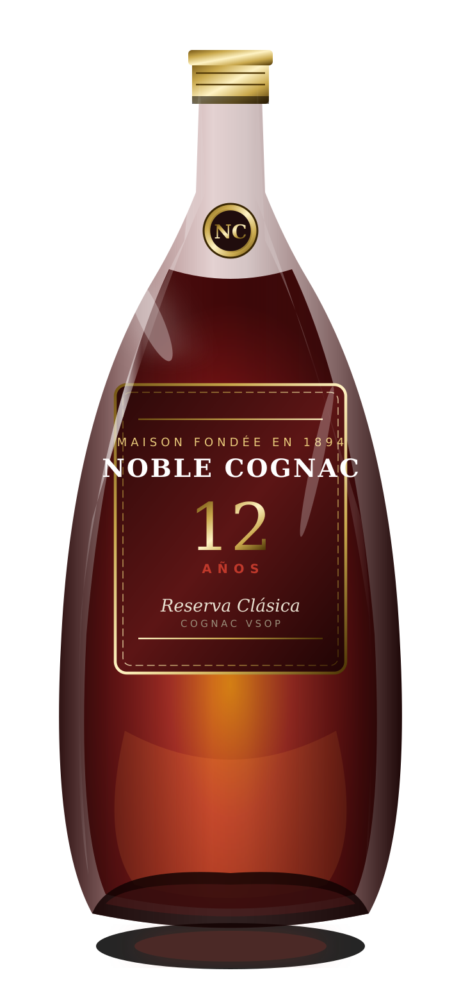 NC
MAISON FONDÉE EN 1894
NOBLE COGNAC
12
AÑOS
Reserva Clásica
COGNAC VSOP